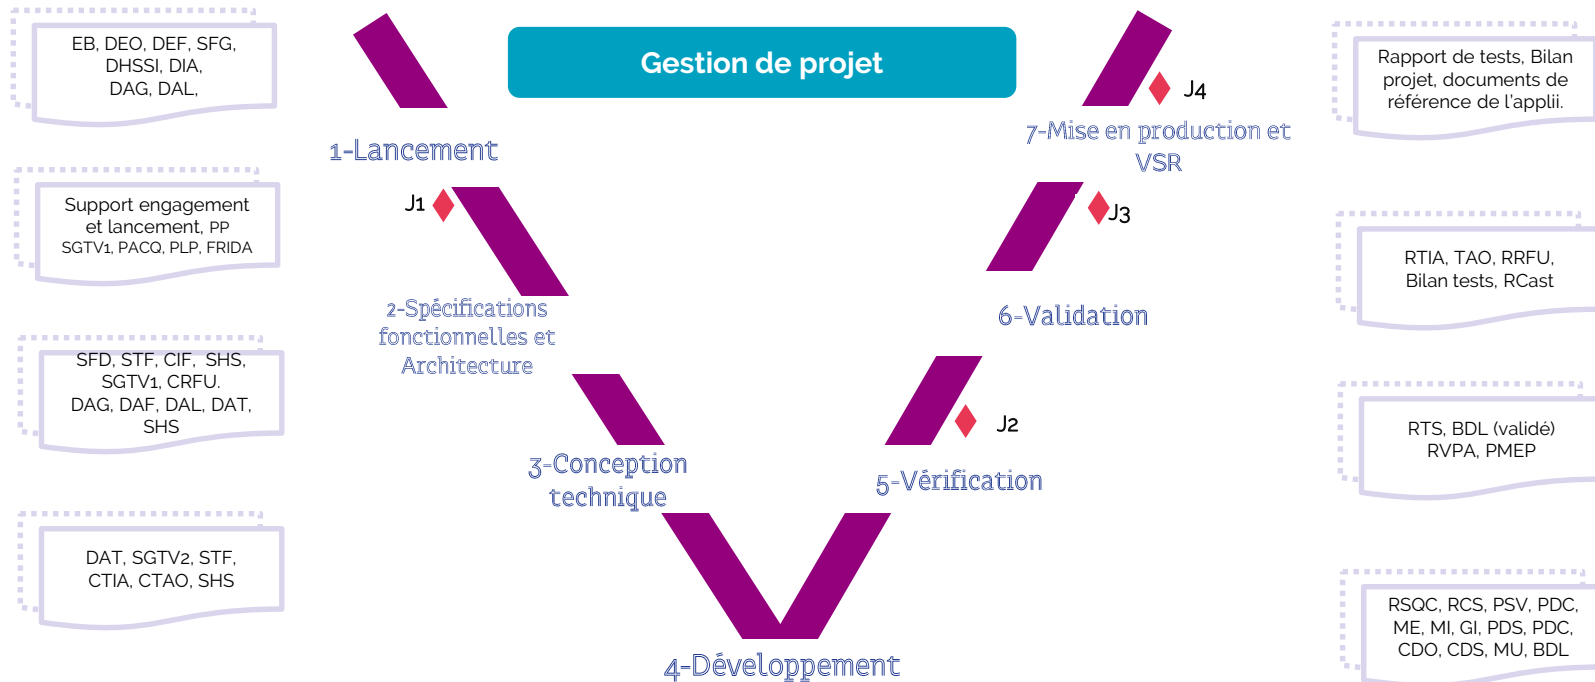 Gestion de projet
EB, DEO, DEF, SFG,
DHSSI, DIA,
DAG, DAL,
Support engagement
et lancement, PP
SGTV1, PACQ, PLP, FRIDA
SFD, STF, CIF, SHS,
SGTV1, CRFU.
DAG, DAF, DAL, DAT,
SHS
DAT, SGTV2, STF,
CTIA, CTAO, SHS
1-Lancement
J1
2-Spécifications
fonctionnelles et
Architecture
3-Conception
technique
4-Développement
5-Vérification
J2
6-Validation
J3
7-Mise en production et
VSR
J4
Rapport de tests, Bilan
projet, documents de
référence de l'applii.
RTIA, TAO, RRFU,
Bilan tests, RCast
RTS, BDL (validé)
RVPA, PMEP
RSQC, RCS, PSV, PDC,
ME, MI, GI, PDS, PDC,
CDO, CDS, MU, BDL